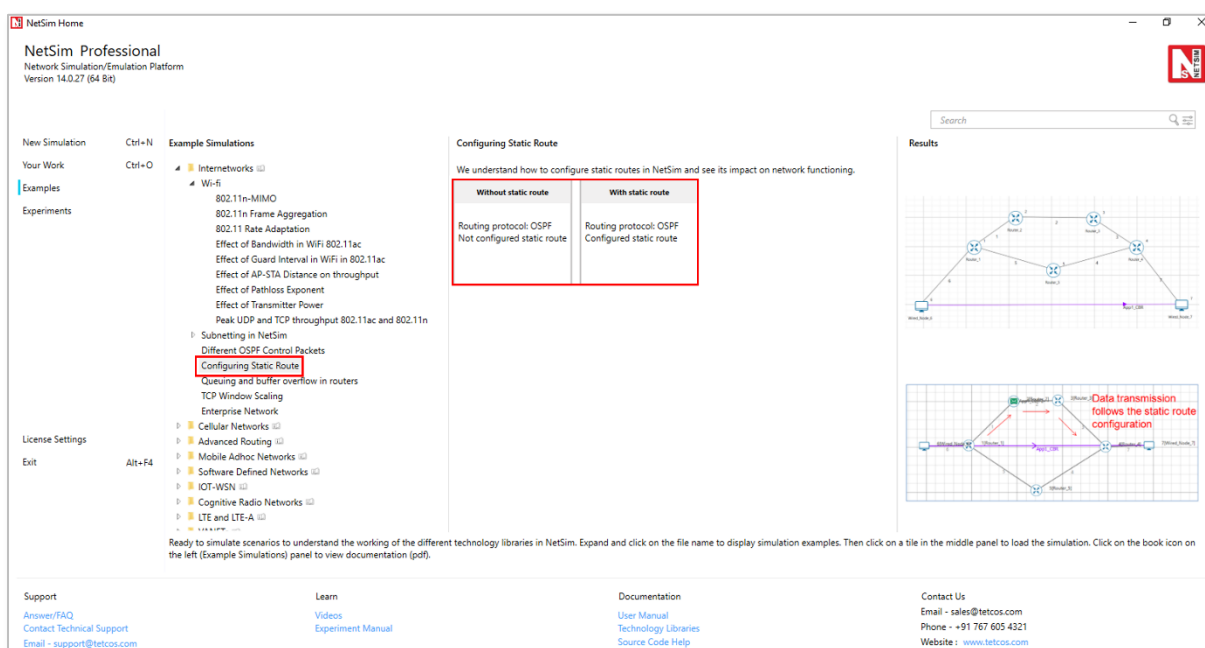 NetSim Home
NetSim Professional
Network Simulation/Emulation Platform
Version 14.0.27 (64 Bit)
NETSIM
Search
New Simulation Ctrl+N
Your Work Ctrl+O
Examples
Experiments
License Settings
Exit Alt+F4
Example Simulations
Internetworks
Wi-fi
802.11n-MIMO
802.11n Frame Aggregation
802.11 Rate Adaptation
Effect of Bandwidth in WiFi 802.11ac
Effect of Guard Interval in WiFi in 802.11ac
Effect of AP-STA Distance on throughput
Effect of Pathloss Exponent
Effect of Transmitter Power
Peak UDP and TCP throughput 802.11ac and 802.11n
Subnetting in NetSim
Different OSPF Control Packets
Configuring Static Route
Queuing and buffer overflow in routers
TCP Window Scaling
Enterprise Network
Cellular Networks
Advanced Routing
Mobile Adhoc Networks
Software Defined Networks
IOT-WSN
Cognitive Radio Networks
LTE and LTE-A
Configuring Static Route
We understand how to configure static routes in NetSim and see its impact on network functioning.
Without static route
Routing protocol: OSPF
Not configured static route
With static route
Routing protocol: OSPF
Configured static route
Results
App1_CBR
Data transmission
follows the static route
configuration
App1_CBR
Ready to simulate scenarios to understand the working of the different technology libraries in NetSim. Expand and click on the file name to display simulation examples. Then click on a tile in the middle panel to load the simulation. Click on the book icon on
the left (Example Simulations) panel to view documentation (pdf).
Support
Answer/FAQ
Contact Technical Support
Email - support@tetcos.com
Learn
Videos
Experiment Manual
Documentation
User Manual
Technology Libraries
Source Code Help
Contact Us
Email - sales@tetcos.com
Phone - +91 767 605 4321
Website : www.tetcos.com